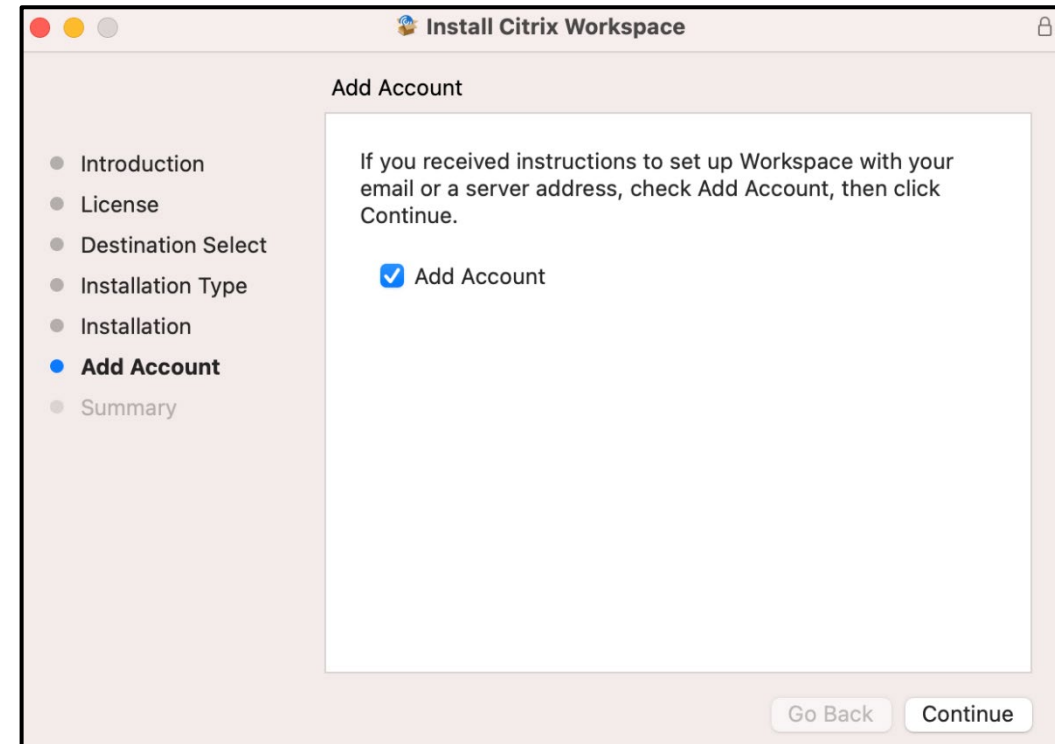 Install Citrix Workspace
Add Account
Introduction
License
Destination Select
Installation Type
Installation
Add Account
Summary
If you received instructions to set up Workspace with your
email or a server address, check Add Account, then click
Continue.
Add Account
Go Back
Continue